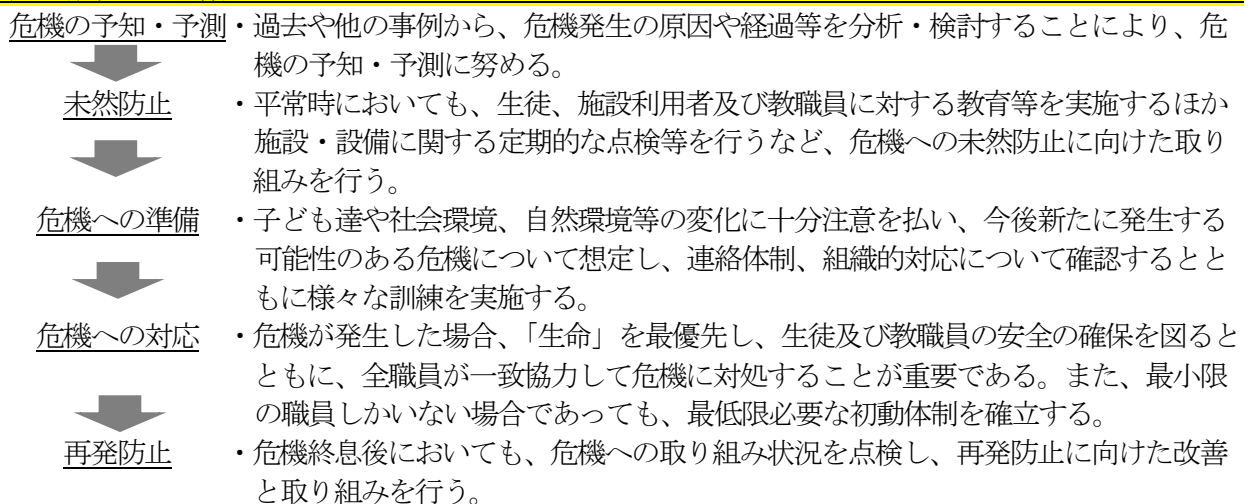 危機の予知・予測・過去や他の事例から、危機発生の原因や経過等を分析・検討することにより、危
機の予知・予測に努める。
未然防止 ・平常時においても、生徒、施設利用者及び教職員に対する教育等を実施するほか
施設・設備に関する定期的な点検等を行うなど、危機への未然防止に向けた取り
組みを行う。
危機への準備 ・子ども達や社会環境、自然環境等の変化に十分注意を払い、今後新たに発生する
可能性のある危機について想定し、連絡体制、組織的対応について確認するとと
もに様々な訓練を実施する。
危機への対応 ・危機が発生した場合、「生命」を最優先し、生徒及び教職員の安全の確保を図ると
ともに、全職員が一致協力して危機に対処することが重要である。また、最小限
の職員しかいない場合であっても、最低限必要な初動体制を確立する。
再発防止 ・危機終息後においても、危機への取り組み状況を点検し、再発防止に向けた改善
と取り組みを行う。